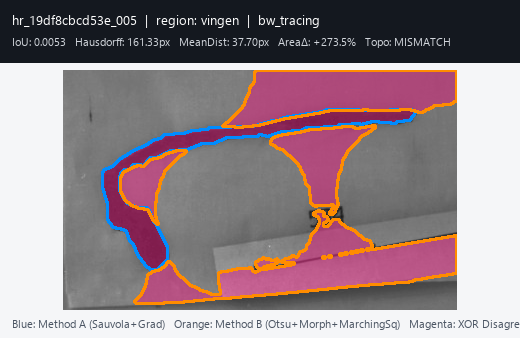 hr_19df8cbcd53e_005 | region: vingen | bw_tracing
IoU: 0.0053 Hausdorff: 161.33px MeanDist: 37.70px AreaΔ: +273.5% Topo: MISMATCH
Blue: Method A (Sauvola+Grad) Orange: Method B (Otsu+Morph+MarchingSq) Magenta: XOR Disagre